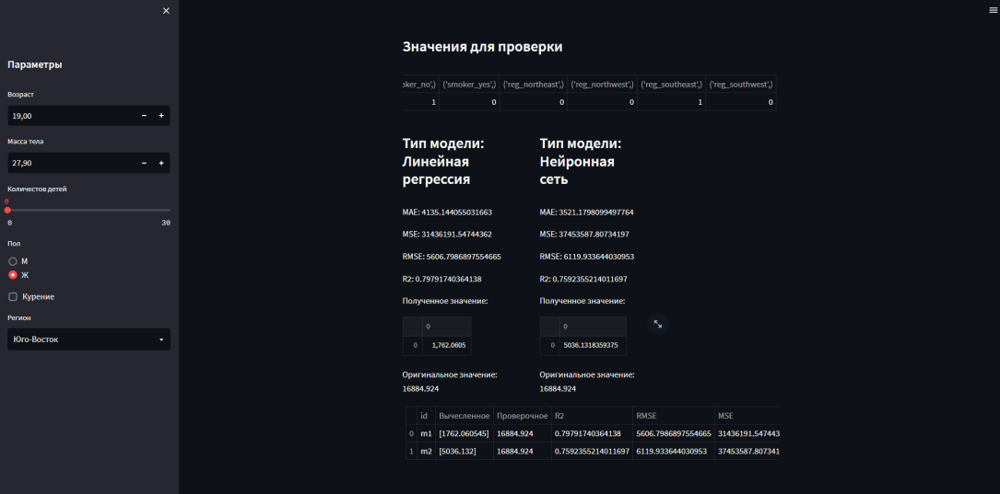 ×
Параметры
Возраст
19,00
− +
Масса тела
27,90
− +
Количестов детей
0
0 30
Пол
М
Ж
Курение
Регион
Юго-Восток
Значения для проверки
oker_no',) ('smoker_yes',) ('reg_northeast',) ('reg_northwest',) ('reg_southeast',) ('reg_southwest',)
1 0 0 0 1 0
Тип модели:
Линейная
регрессия
MAE: 4135.144055031663
MSE: 31436191.54744362
RMSE: 5606.7986897554665
R2: 0.79791740364138
Полученное значение:
0
0 1,762.0605
Оригинальное значение:
16884.924
Тип модели:
Нейронная
сеть
MAE: 3521.1798099497764
MSE: 37453587.80734197
RMSE: 6119.933644030953
R2: 0.7592355214011697
Полученное значение:
0
0 5036.1318359375
Оригинальное значение:
16884.924
id Вычисленное Проверочное R2 RMSE MSE
0 m1 [1762.060545] 16884.924 0.79791740364138 5606.7986897554665 31436191.547443
1 m2 [5036.132] 16884.924 0.7592355214011697 6119.933644030953 37453587.807341